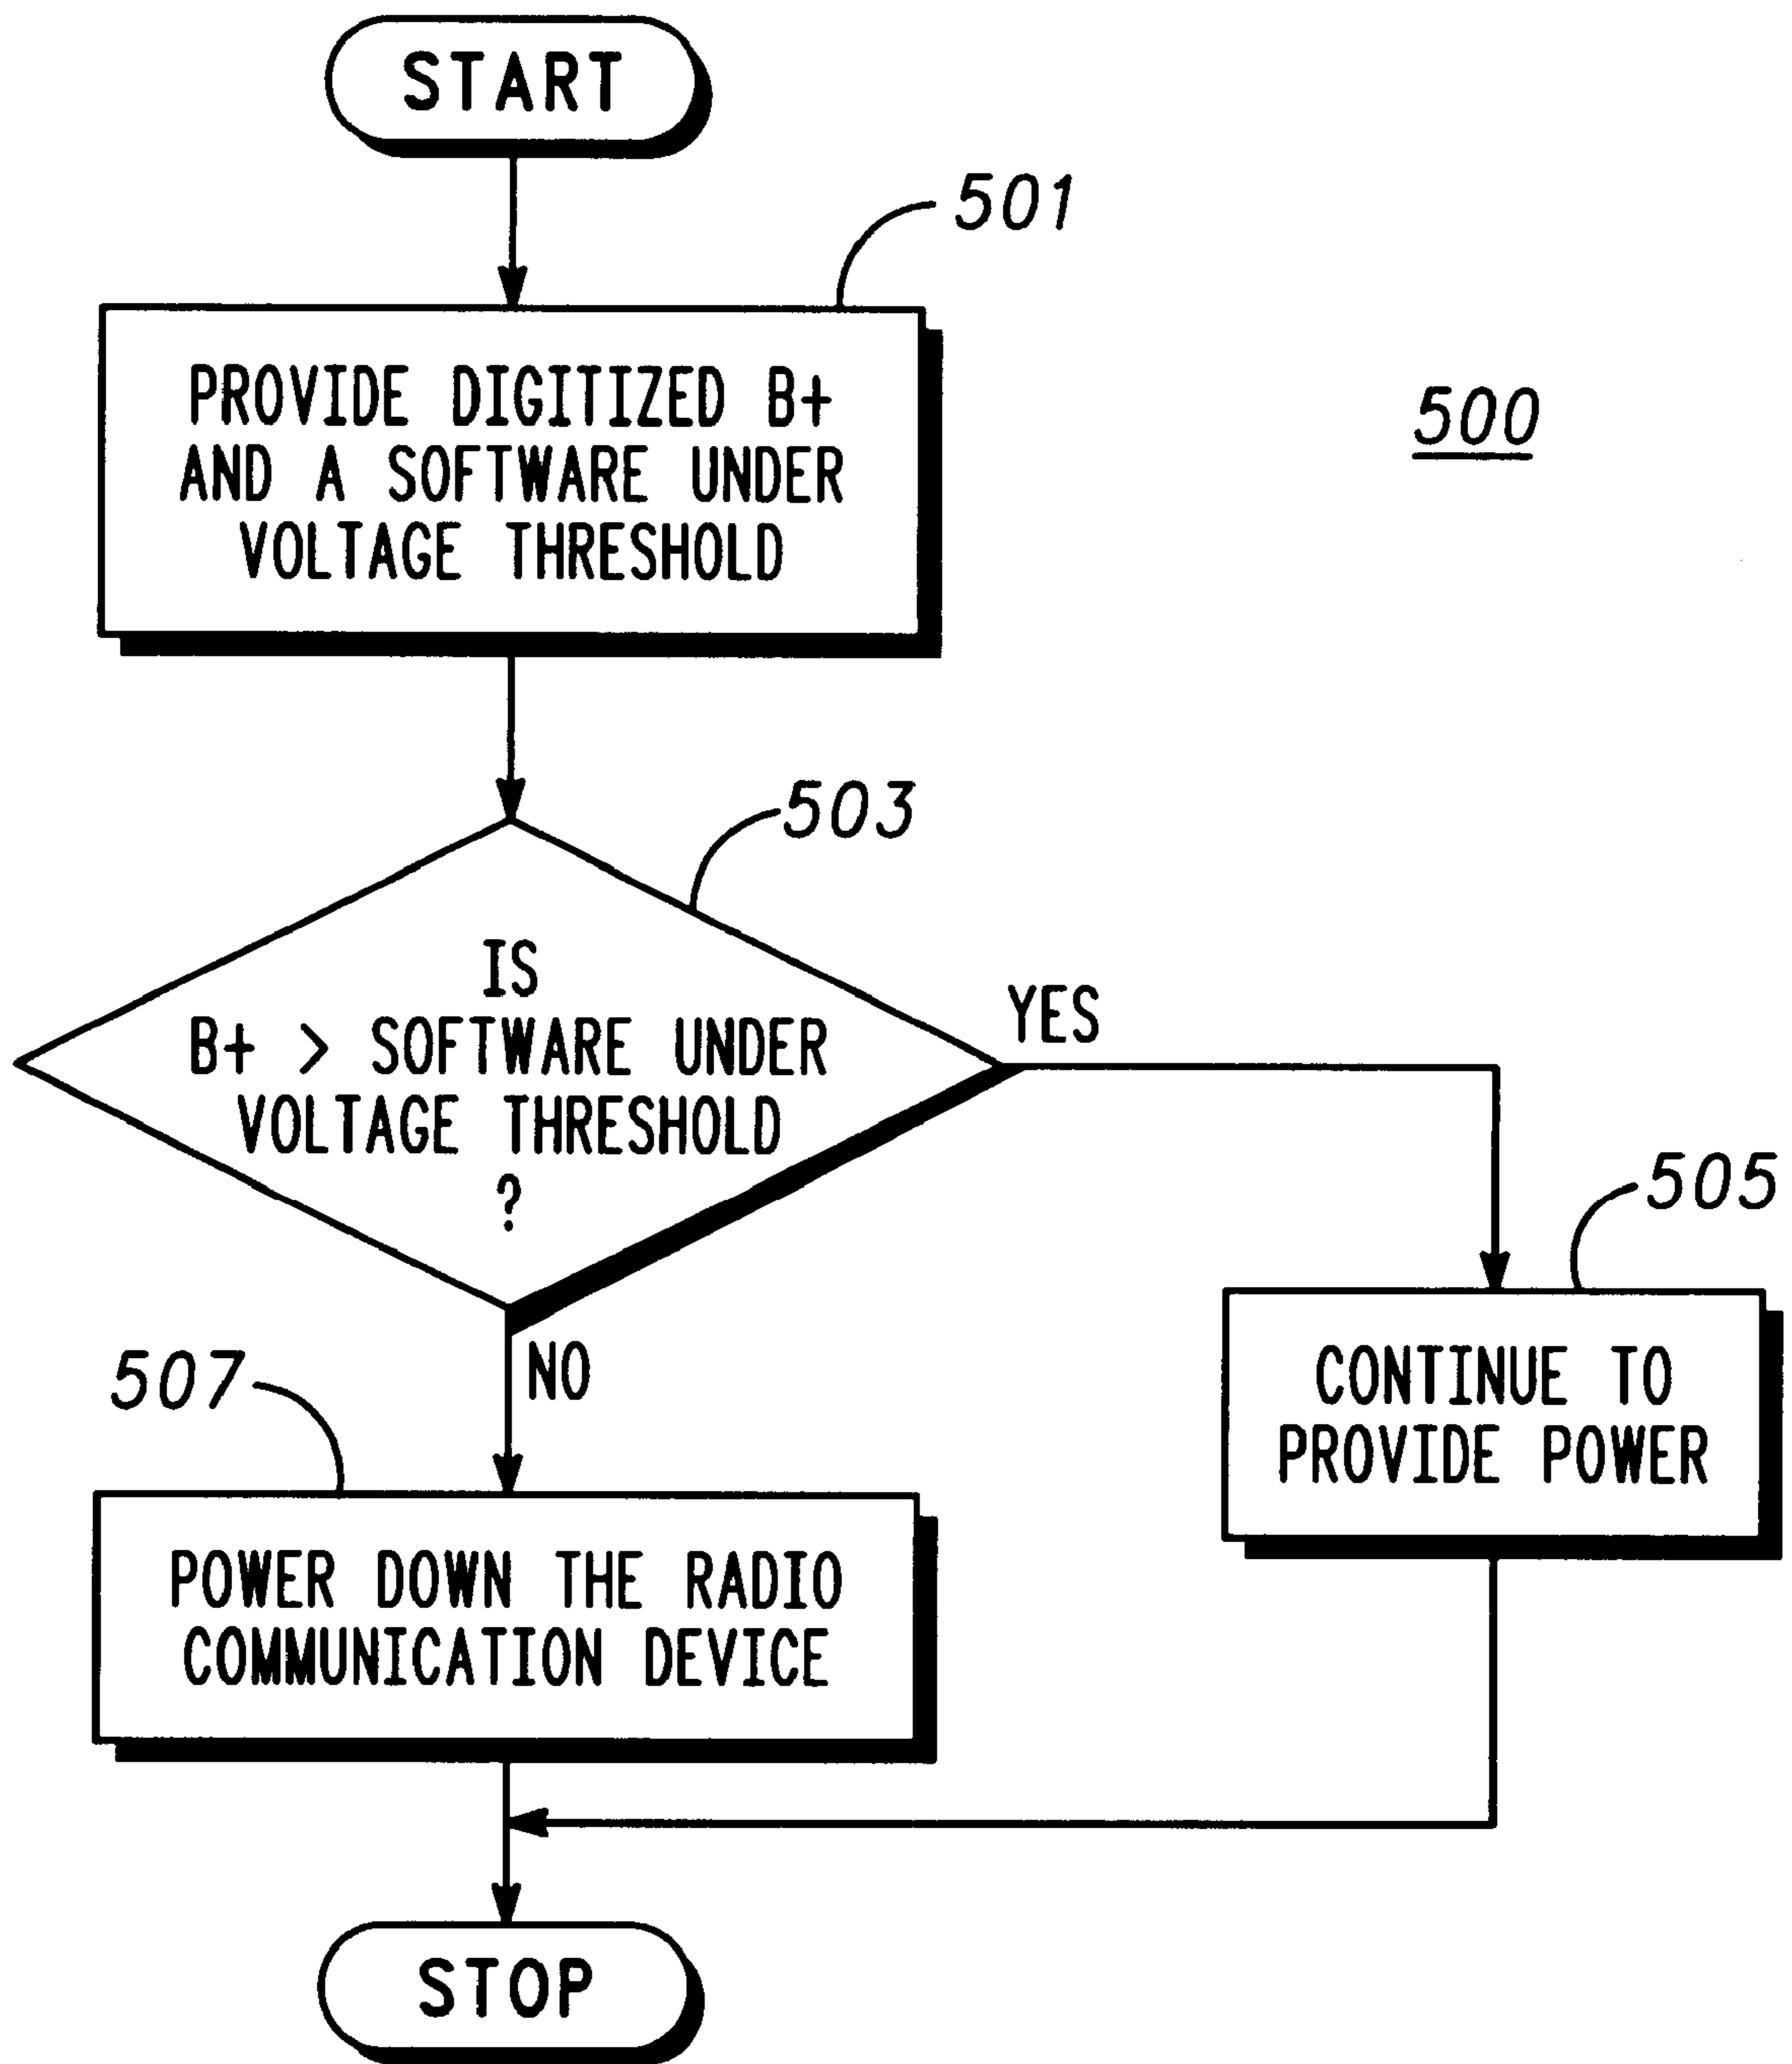 START
501
PROVIDE DIGITIZED B+
AND A SOFTWARE UNDER
VOLTAGE THRESHOLD
500
503
IS
B+ > SOFTWARE UNDER
VOLTAGE THRESHOLD
?
YES
505
NO
507
CONTINUE TO
PROVIDE POWER
POWER DOWN THE RADIO
COMMUNICATION DEVICE
STOP